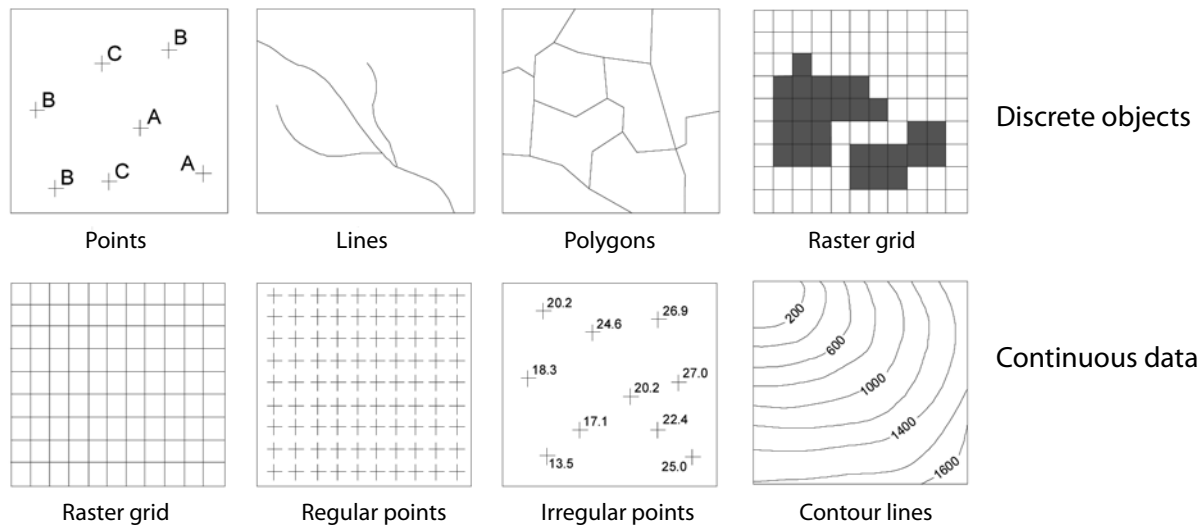 B
C
B
A
A
B
C
Points
Lines
Polygons
Raster grid
Discrete objects
20.2
26.9
24.6
18.3
27.0
20.2
17.1
22.4
13.5
25.0
200
600
1000
1400
1600
Continuous data
Raster grid
Regular points
Irregular points
Contour lines